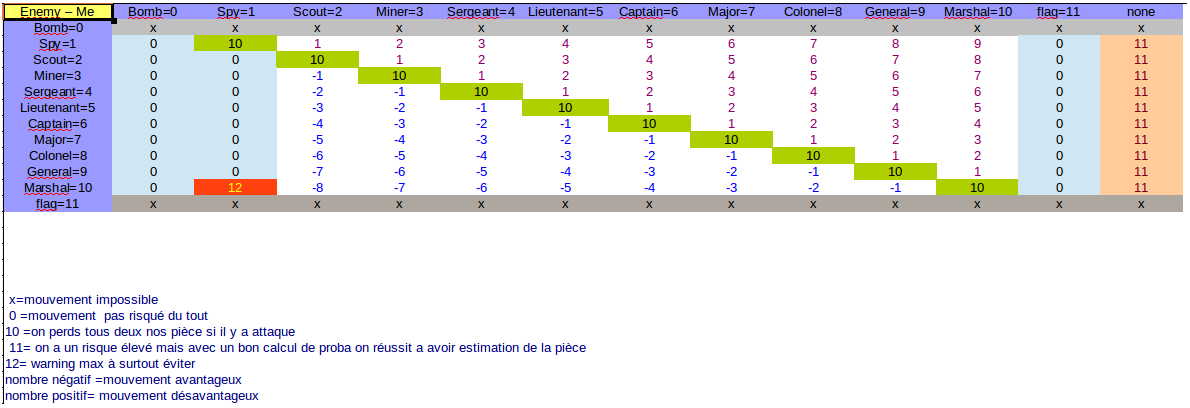 Enemy – Me Bomb=0 Spy=1 Scout=2 Miner=3 Sergeant=4 Lieutenant=5 Captain=6 Major=7 Colonel=8 General=9 Marshal=10 flag=11 none
Bomb=0 x x x x x x x x x x x x x
Spy=1 0 10 1 2 3 4 5 6 7 8 9 0 11
Scout=2 0 0 10 1 2 3 4 5 6 7 8 0 11
Miner=3 0 0 -1 10 1 2 3 4 5 6 7 0 11
Sergeant=4 0 0 -2 -1 10 1 2 3 4 5 6 0 11
Lieutenant=5 0 0 -3 -2 -1 10 1 2 3 4 5 0 11
Captain=6 0 0 -4 -3 -2 -1 10 1 2 3 4 0 11
Major=7 0 0 -5 -4 -3 -2 -1 10 1 2 3 0 11
Colonel=8 0 0 -6 -5 -4 -3 -2 -1 10 1 2 0 11
General=9 0 0 -7 -6 -5 -4 -3 -2 -1 10 1 0 11
Marshal=10 0 12 -8 -7 -6 -5 -4 -3 -2 -1 10 0 11
flag=11 x x x x x x x x x x x x x
x=mouvement impossible
0 =mouvement pas risqué du tout
10 =on perds tous deux nos pièce si il y a attaque
11= on a un risque élevé mais avec un bon calcul de proba on réussit a avoir estimation de la pièce
12= warning max à surtout éviter
nombre négatif =mouvement avantageux
nombre positif= mouvement désavantageux